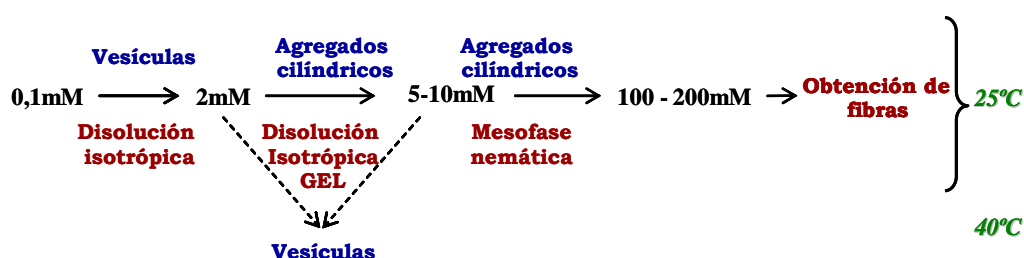 Vesículas
Agregados
cilíndricos
Agregados
cilíndricos
0,1mM
2mM
5-10mM
100 - 200mM
Obtención de
fibras
25ºC
Disolución
isotrópica
Disolución
Isotrópica
GEL
Mesofase
nemática
40ºC
Vesículas